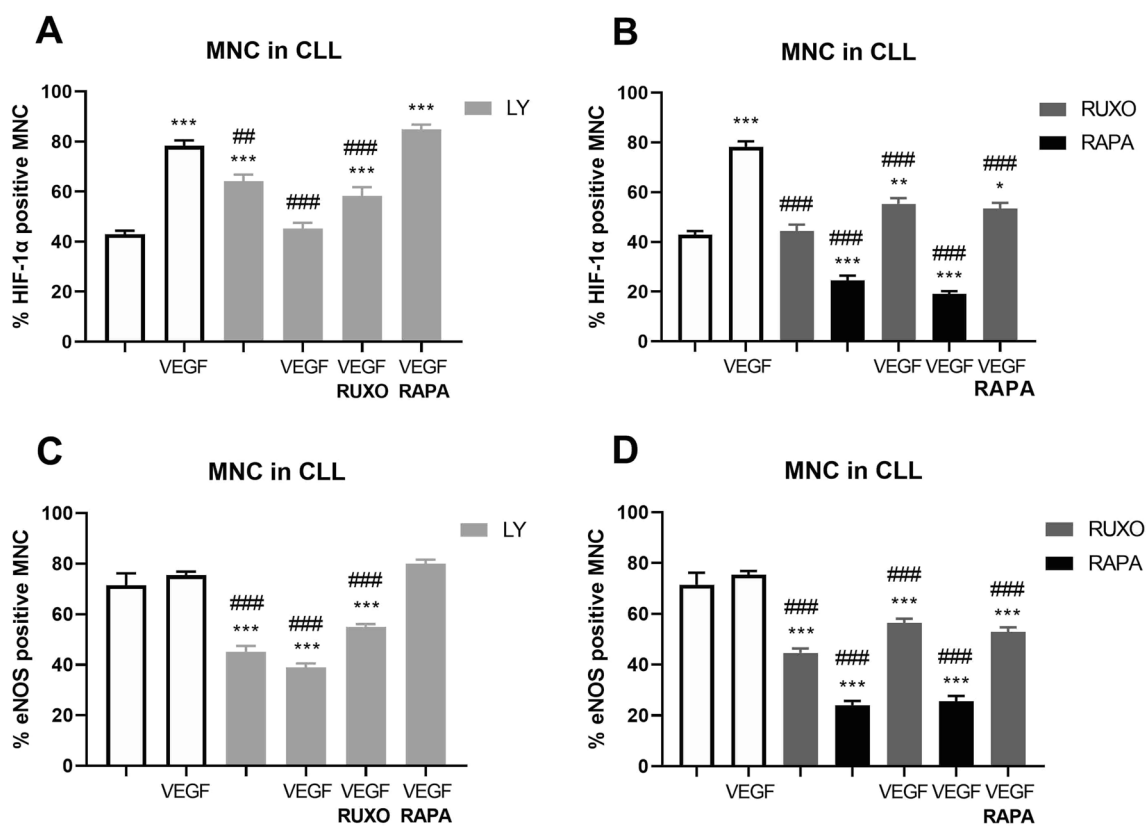 A
MNC in CLL
% HIF-1α positive MNC
100
80
60
40
20
0
***
##
***
###
###
***
***
VEGF
VEGF
VEGF
VEGF
RUXO
RAPA
LY
B
MNC in CLL
% HIF-1α positive MNC
100
80
60
40
20
0
***
###
###
***
###
**
###
***
###
*
VEGF
VEGF
VEGF
VEGF
RAPA
RUXO
RAPA
C
MNC in CLL
% eNOS positive MNC
100
80
60
40
20
0
###
***
###
***
###
***
VEGF
VEGF
VEGF
VEGF
RUXO
RAPA
LY
D
MNC in CLL
% eNOS positive MNC
100
80
60
40
20
0
###
***
###
***
###
***
###
***
###
***
VEGF
VEGF
VEGF
VEGF
RAPA
RUXO
RAPA